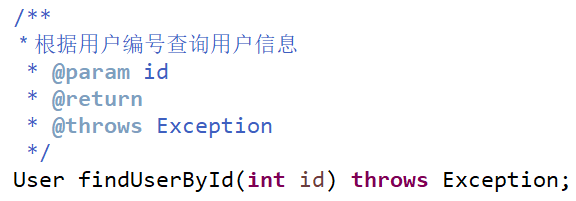 /**
* 根据用户编号查询用户信息
* @param id
* @return
* @throws Exception
*/
User findUserById(int id) throws Exception;